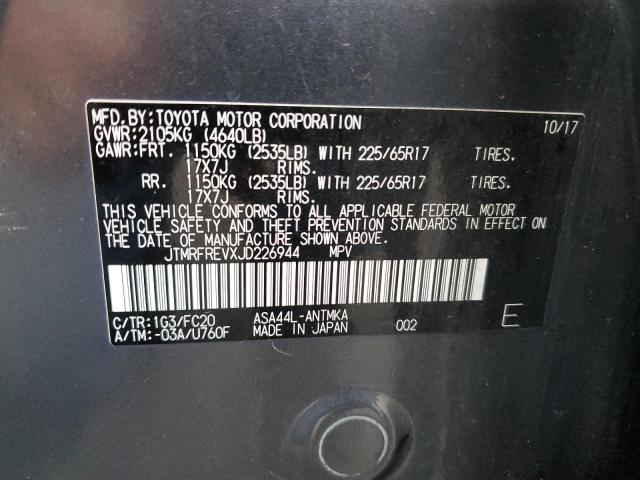 MFD.BY:TOYOTA MOTOR CORPORATION 10/17
GVWR:2105KG (4640LB)
GAWR:FRT. 1150KG (2535LB) WITH 225/65R17 TIRES.
17X7J RIMS.
RR. 1150KG (2535LB) WITH 225/65R17 TIRES.
17X7J RIMS.
THIS VEHICLE CONFORMS TO ALL APPLICABLE FEDERAL MOTOR
VEHICLE SAFETY AND THEFT PREVENTION STANDARDS IN EFFECT ON
THE DATE OF MANUFACTURE SHOWN ABOVE.
JTMRFREVXJD226944 MPV
C/TR:1G3/FC20 ASA44L-ANTMKA
A/TM:-03A/U760F MADE IN JAPAN 002 E